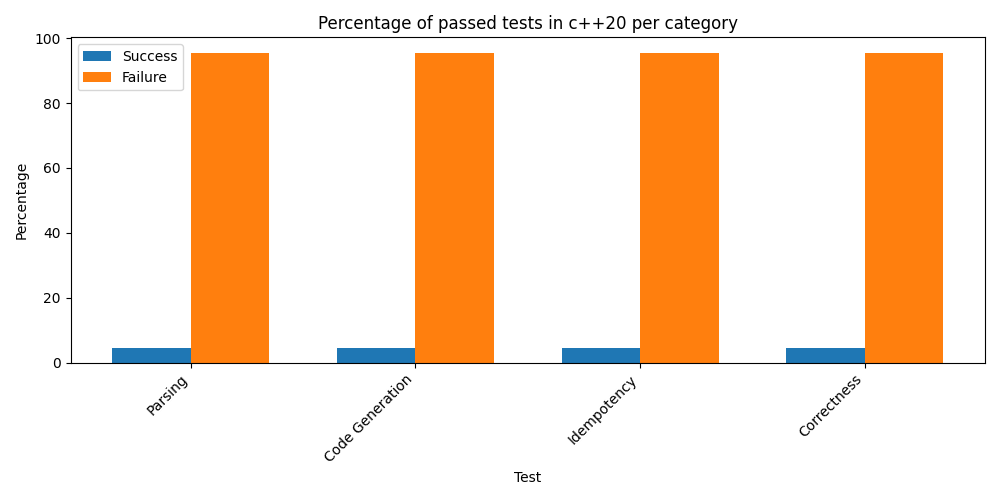 Percentage of passed tests in c++20 per category
Success
Failure
Percentage
100
80
60
40
20
0
Parsing
Code Generation
Idempotency
Correctness
Test